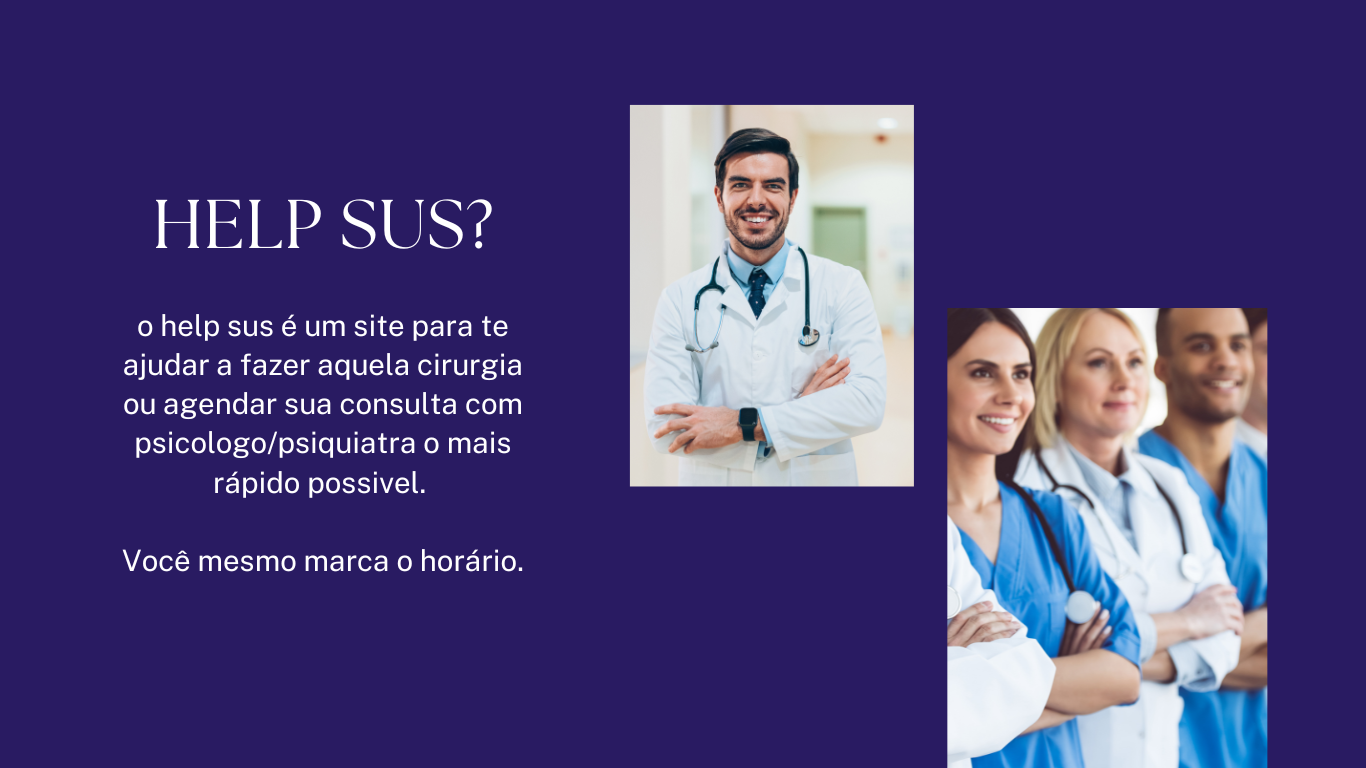 HELP SUS?
o help sus é um site para te
ajudar a fazer aquela cirurgia
ou agendar sua consulta com
psicologo/psiquiatra o mais
rápido possivel.
Você mesmo marca o horário.